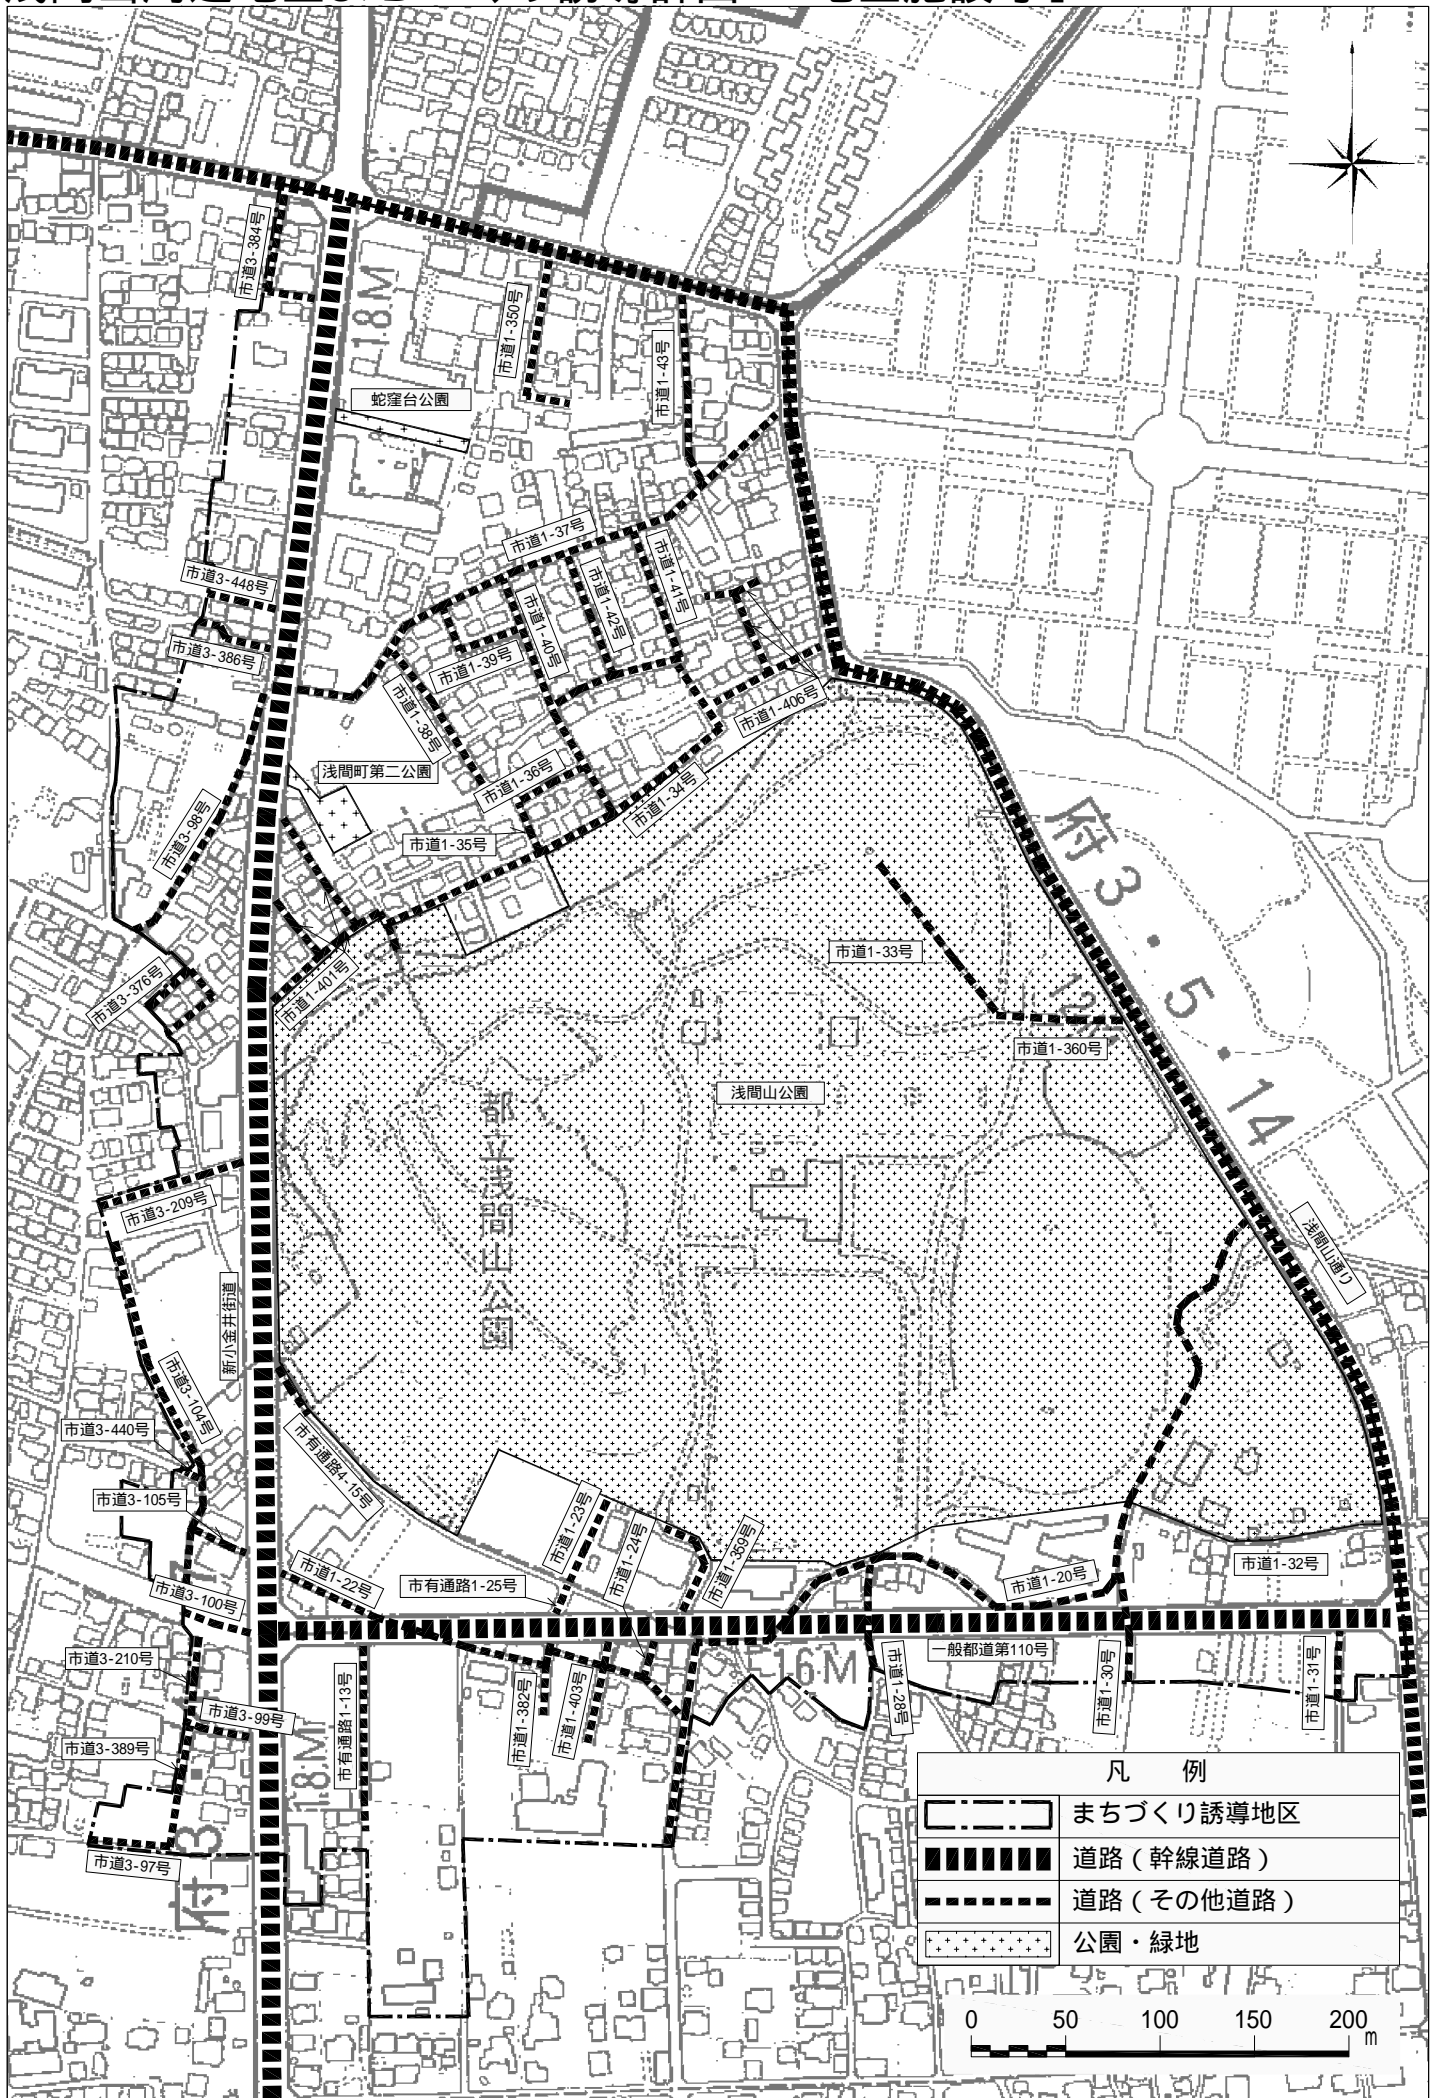 市道3-384号
18M
市道1-350号
市道1-43号
蛇窪台公園
市道1-37号
市道1-41号
市道1-42号
市道3-448号
市道1-40号
市道3-386号
市道1-39号
市道1-38号
市道1-406号
浅間町第二公園
市道1-36号
市道1-34号
市道3-98号
市道1-35号
府3・5・14
市道1-33号
市道3-376号
市道1-401号
市道1-360号
浅間山公園
都立浅間山公園
市道3-209号
浅間山通り
新小金井街道
市道3-104号
市道3-440号
市有通路4-15号
市道3-105号
市道1-23号
市道1-24号
市道1-359号
市道1-32号
市道1-22号
市有通路1-25号
市道1-20号
市道3-100号
一般都道第110号
16M
市道3-210号
市道1-28号
市道1-30号
市道1-31号
市有通路1-13号
市道1-382号
市道1-403号
市道3-99号
18M
市道3-389号
市道3-97号
府3
凡 例
まちづくり誘導地区
道路（幹線道路）
道路（その他道路）
公園・緑地
0 50 100 150 200 m